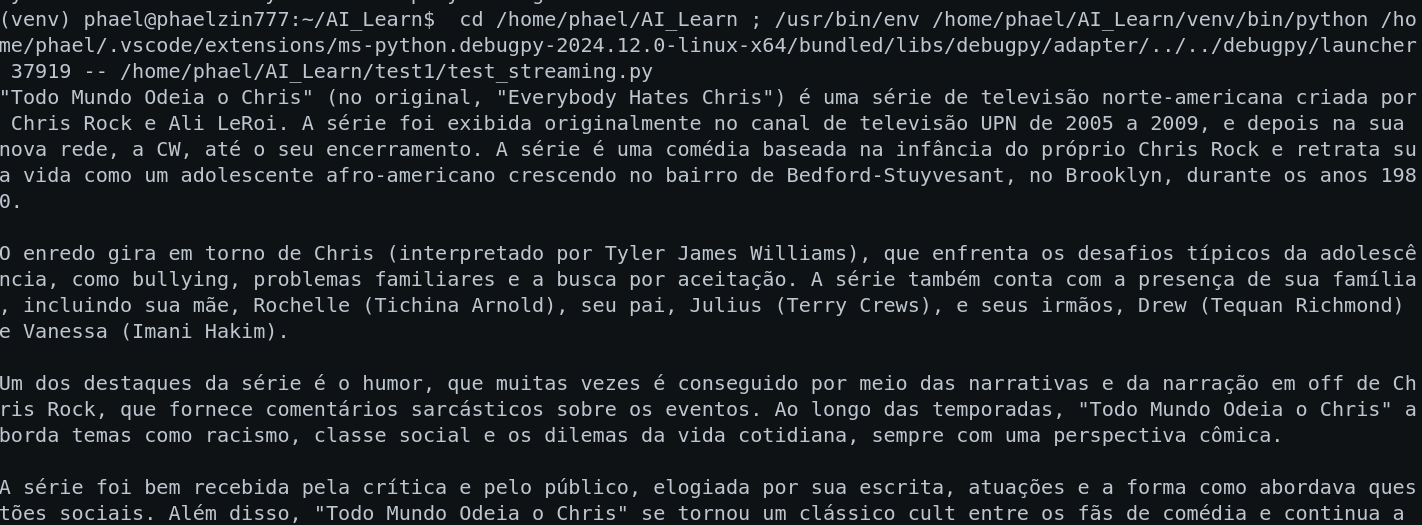 (venv) phael@phaelzin777:~/AI_Learn$  cd /home/phael/AI_Learn ; /usr/bin/env /home/phael/AI_Learn/venv/bin/python /ho
me/phael/.vscode/extensions/ms-python.debugpy-2024.12.0-linux-x64/bundled/libs/debugpy/adapter/../../debugpy/launcher
 37919 -- /home/phael/AI_Learn/test1/test_streaming.py
"Todo Mundo Odeia o Chris" (no original, "Everybody Hates Chris") é uma série de televisão norte-americana criada por
 Chris Rock e Ali LeRoi. A série foi exibida originalmente no canal de televisão UPN de 2005 a 2009, e depois na sua
nova rede, a CW, até o seu encerramento. A série é uma comédia baseada na infância do próprio Chris Rock e retrata su
a vida como um adolescente afro-americano crescendo no bairro de Bedford-Stuyvesant, no Brooklyn, durante os anos 198
0.

O enredo gira em torno de Chris (interpretado por Tyler James Williams), que enfrenta os desafios típicos da adolescê
ncia, como bullying, problemas familiares e a busca por aceitação. A série também conta com a presença de sua família
, incluindo sua mãe, Rochelle (Tichina Arnold), seu pai, Julius (Terry Crews), e seus irmãos, Drew (Tequan Richmond)
e Vanessa (Imani Hakim).

Um dos destaques da série é o humor, que muitas vezes é conseguido por meio das narrativas e da narração em off de Ch
ris Rock, que fornece comentários sarcásticos sobre os eventos. Ao longo das temporadas, "Todo Mundo Odeia o Chris" a
borda temas como racismo, classe social e os dilemas da vida cotidiana, sempre com uma perspectiva cômica.

A série foi bem recebida pela crítica e pelo público, elogiada por sua escrita, atuações e a forma como abordava ques
tões sociais. Além disso, "Todo Mundo Odeia o Chris" se tornou um clássico cult entre os fãs de comédia e continua a